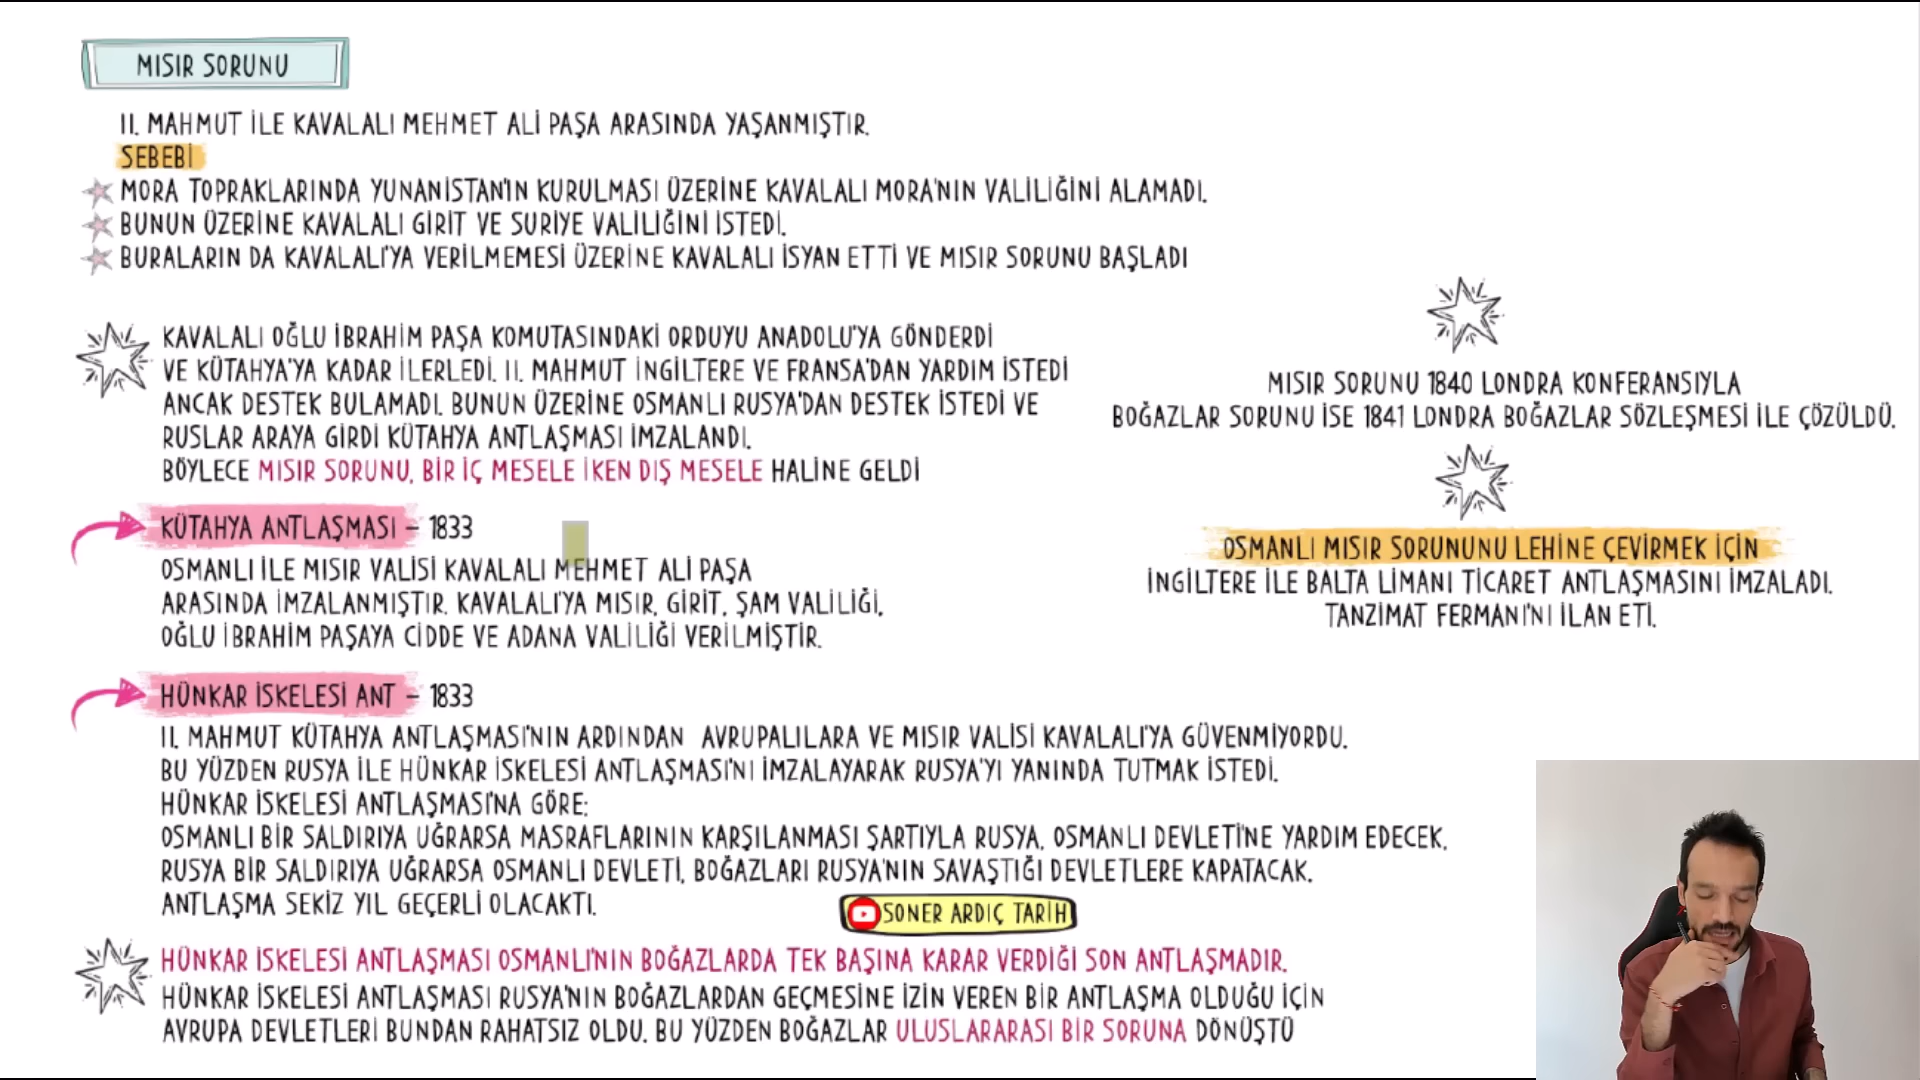 MISIR SORUNU
II. MAHMUT İLE KAVALALI MEHMET ALİ PAŞA ARASINDA YAŞANMIŞTIR.
SEBEBİ
MORA TOPRAKLARINDA YUNANİSTAN'IN KURULMASI ÜZERİNE KAVALALI MORA'NIN VALİLİĞİNİ ALAMADI.
BUNUN ÜZERİNE KAVALALI GİRİT VE SURİYE VALİLİĞİNİ İSTEDİ.
BURALARIN DA KAVALALI'YA VERİLMEMESİ ÜZERİNE KAVALALI İSYAN ETTİ VE MISIR SORUNU BAŞLADI
KAVALALI OĞLU İBRAHİM PAŞA KOMUTASINDAKİ ORDUYU ANADOLU'YA GÖNDERDİ
VE KÜTAHYA'YA KADAR İLERLEDİ. II. MAHMUT İNGİLTERE VE FRANSA'DAN YARDIM İSTEDİ
ANCAK DESTEK BULAMADI. BUNUN ÜZERİNE OSMANLI RUSYA'DAN DESTEK İSTEDİ VE
RUSLAR ARAYA GİRDİ KÜTAHYA ANTLAŞMASI İMZALANDI.
BÖYLECE MISIR SORUNU, BİR İÇ MESELE İKEN DIŞ MESELE HALİNE GELDİ
KÜTAHYA ANTLAŞMASI – 1833
OSMANLI İLE MISIR VALİSİ KAVALALI MEHMET ALİ PAŞA
ARASINDA İMZALANMIŞTIR. KAVALALI'YA MISIR, GİRİT, ŞAM VALİLİĞİ,
OĞLU İBRAHİM PAŞAYA CİDDE VE ADANA VALİLİĞİ VERİLMİŞTİR.
HÜNKAR İSKELESİ ANT – 1833
II. MAHMUT KÜTAHYA ANTLAŞMASI'NIN ARDINDAN AVRUPALILARA VE MISIR VALİSİ KAVALALI'YA GÜVENMİYORDU.
BU YÜZDEN RUSYA İLE HÜNKAR İSKELESİ ANTLAŞMASI'NI İMZALAYARAK RUSYA'YI YANINDA TUTMAK İSTEDİ.
HÜNKAR İSKELESİ ANTLAŞMASI'NA GÖRE;
OSMANLI BİR SALDIRIYA UĞRARSA MASRAFLARININ KARŞILANMASI ŞARTIYLA RUSYA, OSMANLI DEVLETİ'NE YARDIM EDECEK,
RUSYA BİR SALDIRIYA UĞRARSA OSMANLI DEVLETİ, BOĞAZLARI RUSYA'NIN SAVAŞTIĞI DEVLETLERE KAPATACAK.
ANTLAŞMA SEKİZ YIL GEÇERLİ OLACAKTI.
SONER ARDIÇ TARİH
HÜNKAR İSKELESİ ANTLAŞMASI OSMANLI'NIN BOĞAZLARDA TEK BAŞINA KARAR VERDİĞİ SON ANTLAŞMADIR.
HÜNKAR İSKELESİ ANTLAŞMASI RUSYA'NIN BOĞAZLARDAN GEÇMESİNE İZİN VEREN BİR ANTLAŞMA OLDUĞU İÇİN
AVRUPA DEVLETLERİ BUNDAN RAHATSIZ OLDU. BU YÜZDEN BOĞAZLAR ULUSLARARASI BİR SORUNA DÖNÜŞTÜ
MISIR SORUNU 1840 LONDRA KONFERANSIYLA
BOĞAZLAR SORUNU İSE 1841 LONDRA BOĞAZLAR SÖZLEŞMESİ İLE ÇÖZÜLDÜ.
OSMANLI MISIR SORUNUNU LEHİNE ÇEVİRMEK İÇİN
İNGİLTERE İLE BALTA LİMANI TİCARET ANTLAŞMASINI İMZALADI.
TANZİMAT FERMANI'NI İLAN ETİ.